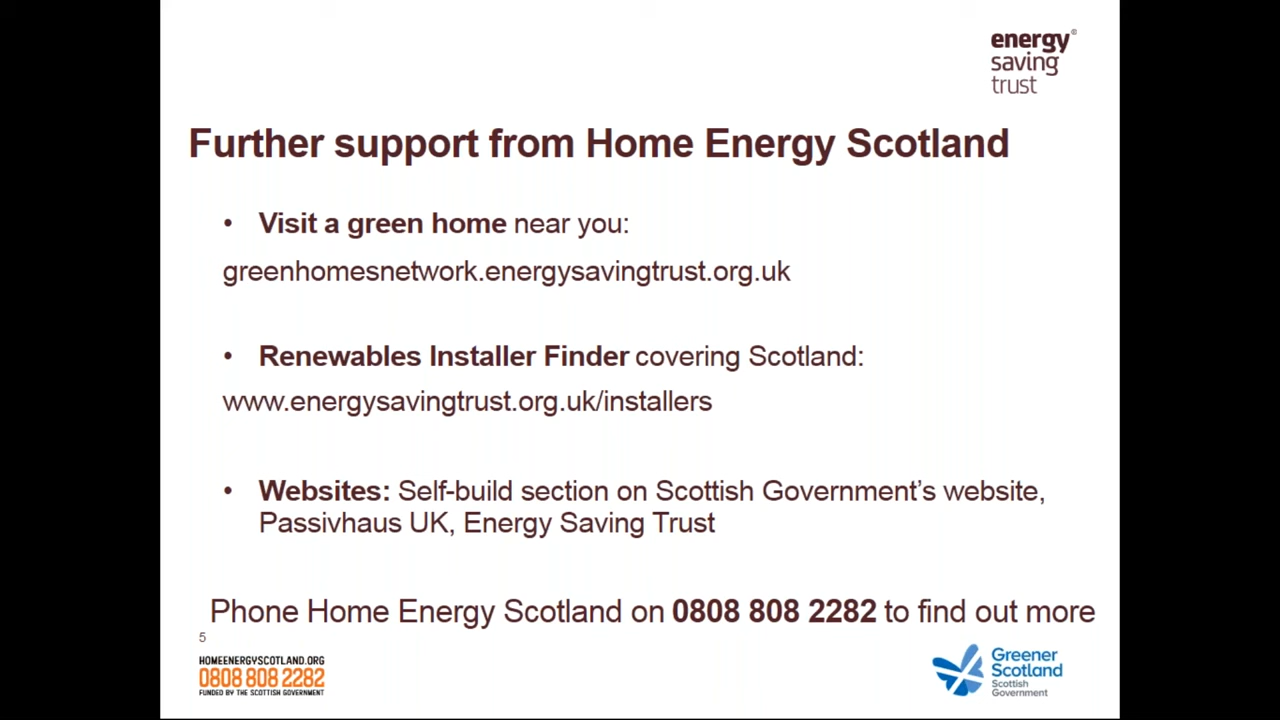 energy®
saving
trust
Further support from Home Energy Scotland
• Visit a green home near you:
greenhomesnetwork.energysavingtrust.org.uk
• Renewables Installer Finder covering Scotland:
www.energysavingtrust.org.uk/installers
• Websites: Self-build section on Scottish Government’s website,
Passivhaus UK, Energy Saving Trust
Phone Home Energy Scotland on 0808 808 2282 to find out more
5
HOMEENERGYSCOTLAND.ORG
0808 808 2282
FUNDED BY THE SCOTTISH GOVERNMENT
Greener
Scotland
Scottish
Government